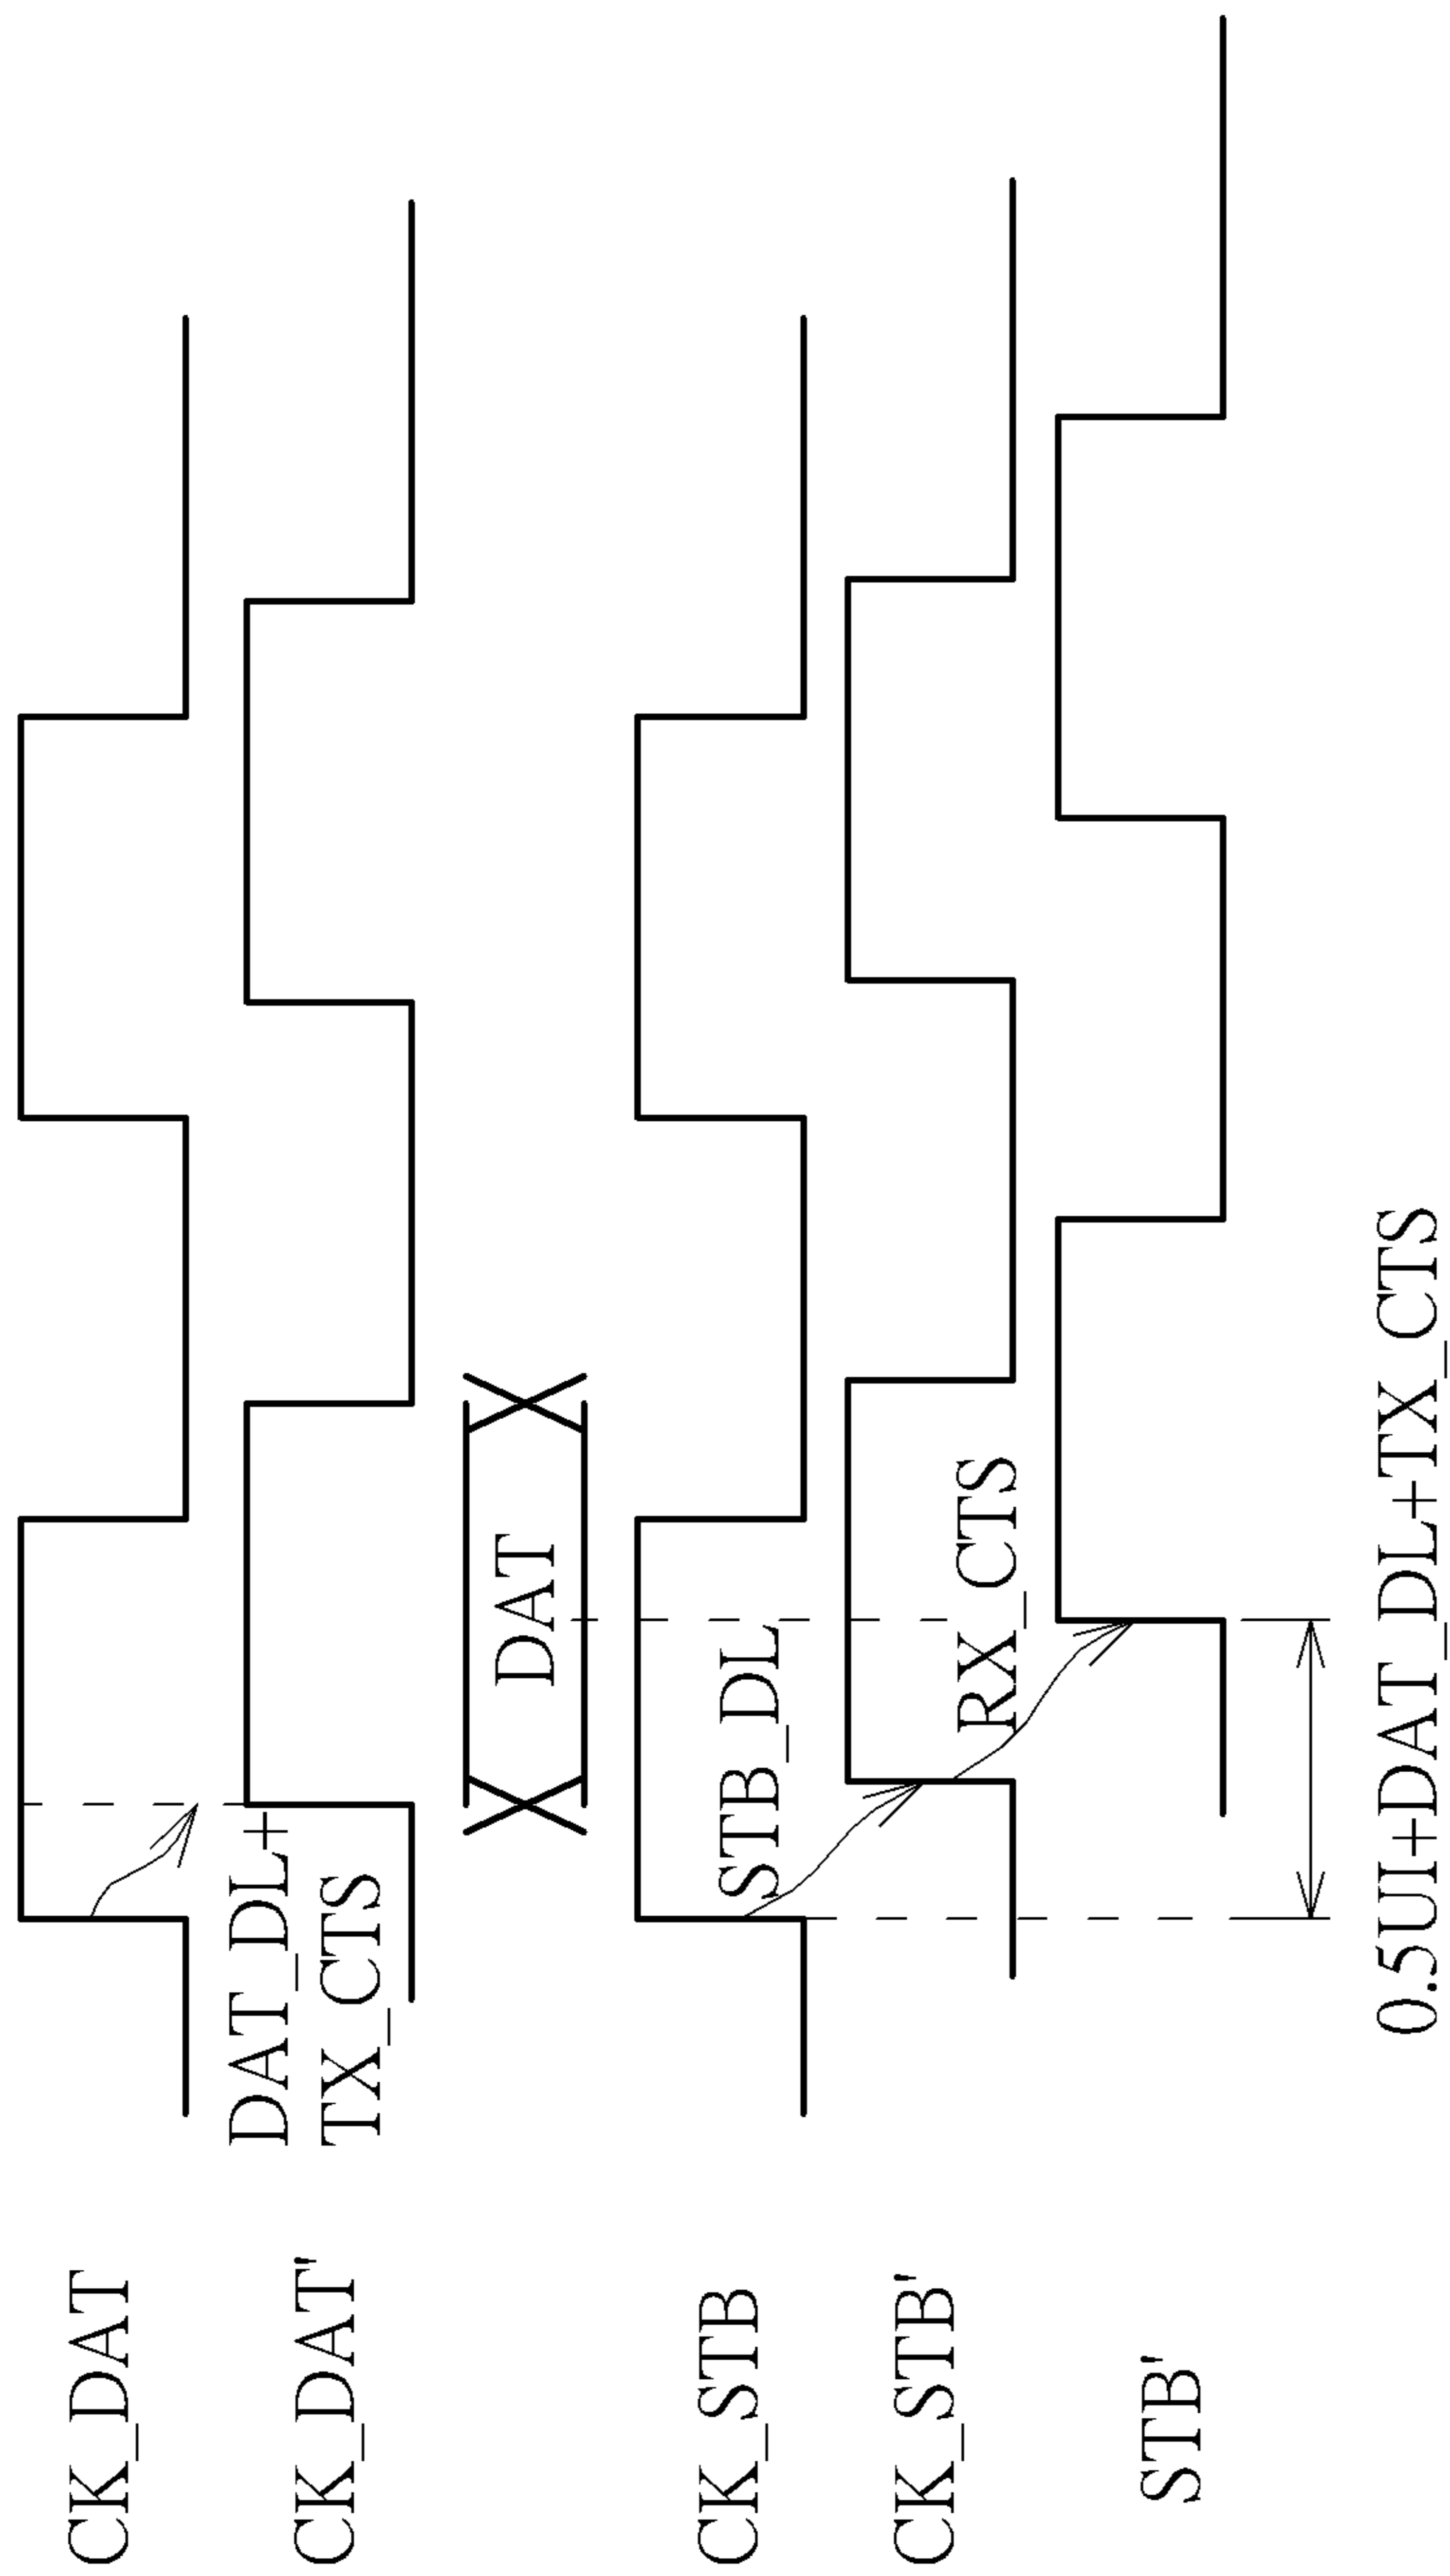 CK_DAT
DAT_DL+
TX_CTS
CK_DAT'
DAT
CK_STB
STB_DL
CK_STB'
RX_CTS
STB'
0.5UI+DAT_DL+TX_CTS